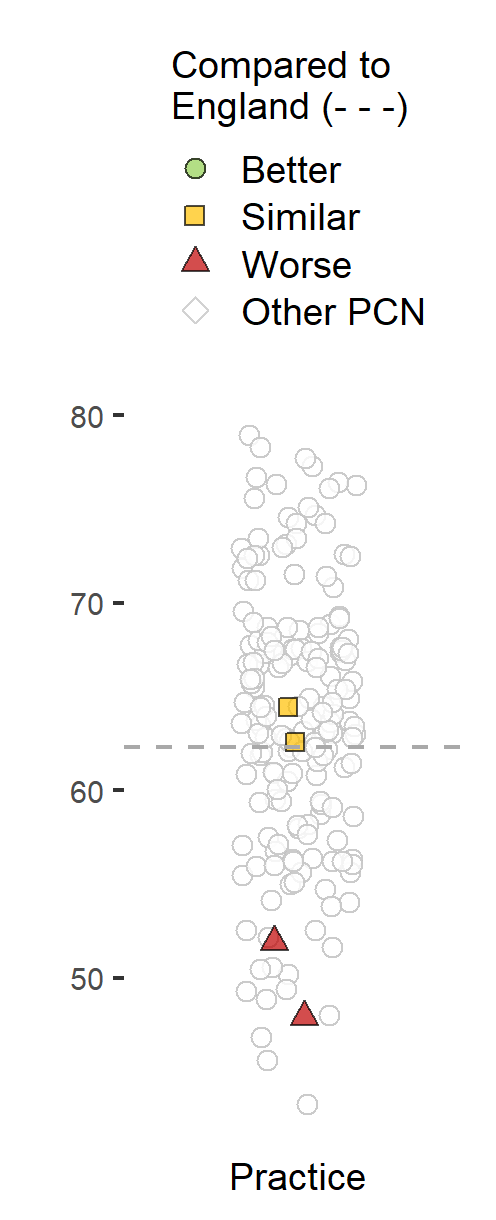 Compared to
England (- - -)
Better
Similar
Worse
Other PCN
80
70
60
50
Practice